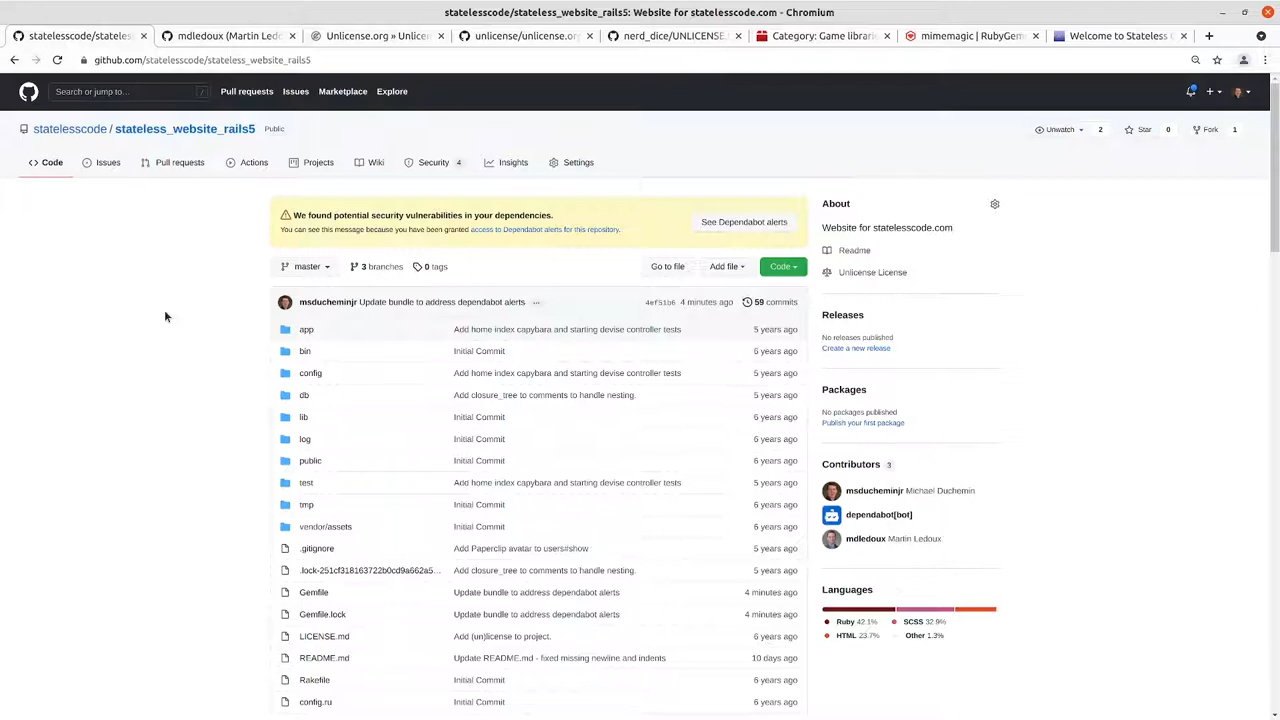 statelesscode/stateless_website_rails5: Website for statelesscode.com - Chromium
statelesscode/stateles
mdledoux (Martin Led
Unlicense.org » Unlicen
unlicense/unlicense.org
nerd_dice/UNLICENSE.
Category: Game librarie
mimemagic | RubyGem
Welcome to Stateless C
github.com/statelesscode/stateless_website_rails5
Search or jump to...
/
Pull requests
Issues
Marketplace
Explore
statelesscode / stateless_website_rails5
Public
Unwatch
2
Star
0
Fork
1
Code
Issues
Pull requests
Actions
Projects
Wiki
Security 4
Insights
Settings
We found potential security vulnerabilities in your dependencies.
You can see this message because you have been granted access to Dependabot alerts for this repository.
See Dependabot alerts
master
3 branches
0 tags
Go to file
Add file
Code
msducheminjr Update bundle to address dependabot alerts ...
4ef51b6 4 minutes ago
59 commits
app Add home index capybara and starting devise controller tests 5 years ago
bin Initial Commit 6 years ago
config Add home index capybara and starting devise controller tests 5 years ago
db Add closure_tree to comments to handle nesting. 5 years ago
lib Initial Commit 6 years ago
log Initial Commit 6 years ago
public Initial Commit 6 years ago
test Add home index capybara and starting devise controller tests 5 years ago
tmp Initial Commit 6 years ago
vendor/assets Initial Commit 6 years ago
.gitignore Add Paperclip avatar to users#show 5 years ago
.lock-251cf318163722b0cd9a662a5... Add closure_tree to comments to handle nesting. 5 years ago
Gemfile Update bundle to address dependabot alerts 4 minutes ago
Gemfile.lock Update bundle to address dependabot alerts 4 minutes ago
LICENSE.md Add (un)license to project. 6 years ago
README.md Update README.md - fixed missing newline and indents 10 days ago
Rakefile Initial Commit 6 years ago
config.ru Initial Commit 6 years ago
About
Website for statelesscode.com
Readme
Unlicense License
Releases
No releases published
Create a new release
Packages
No packages published
Publish your first package
Contributors 3
msducheminjr Michael Duchemin
dependabot[bot]
mdledoux Martin Ledoux
Languages
Ruby 42.1%
SCSS 32.9%
HTML 23.7%
Other 1.3%